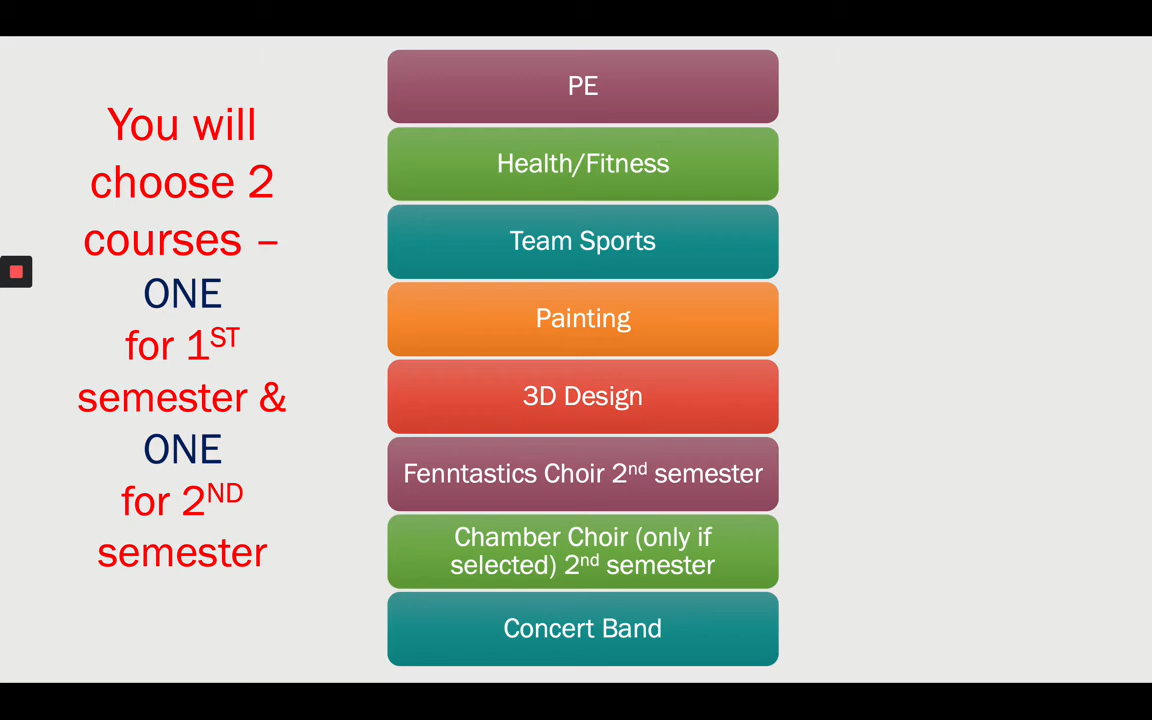 You will
choose 2
courses –
ONE
for 1ST
semester &
ONE
for 2ND
semester
PE
Health/Fitness
Team Sports
Painting
3D Design
Fenntastics Choir 2nd semester
Chamber Choir (only if
selected) 2nd semester
Concert Band